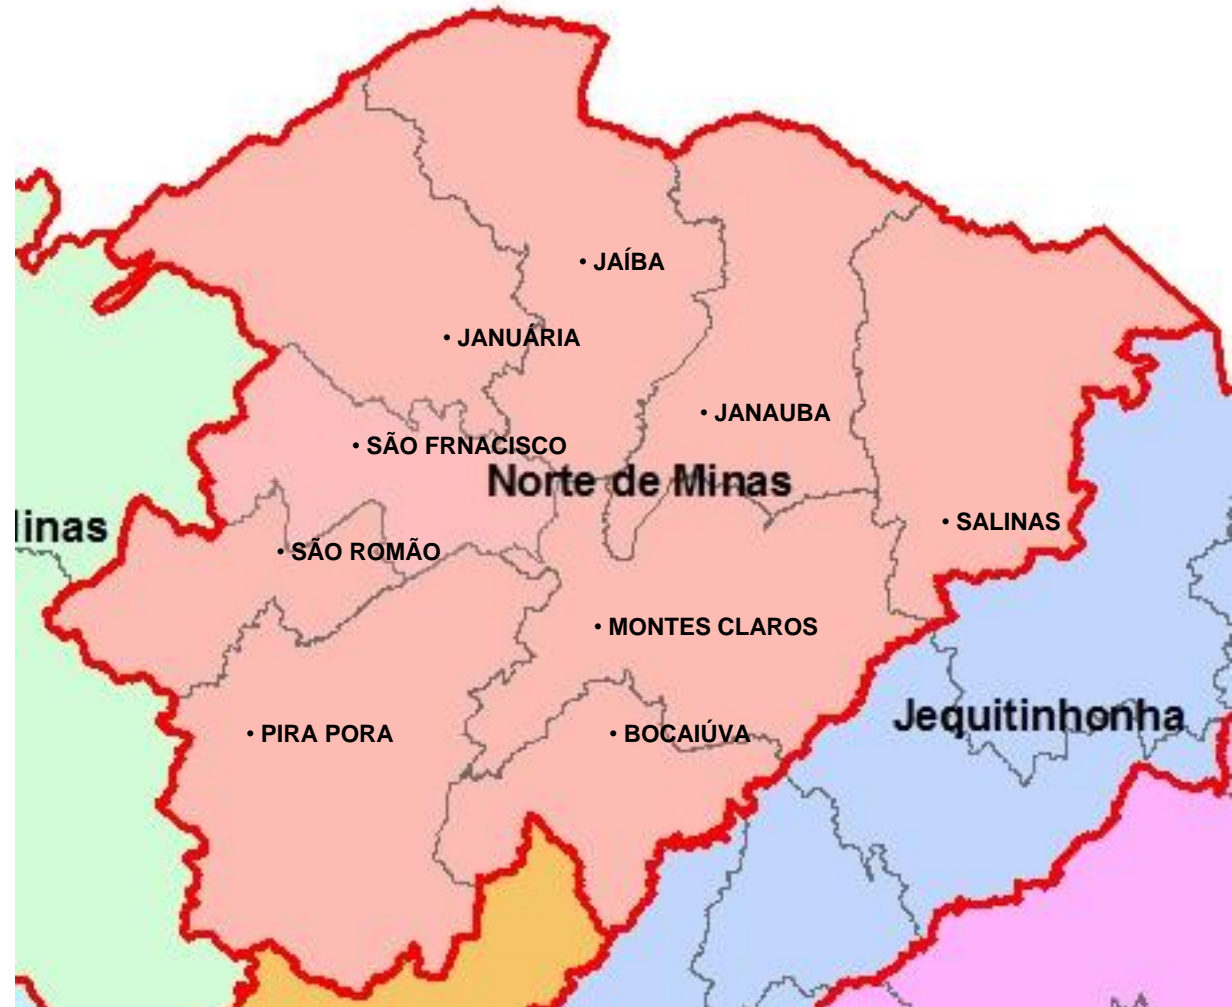 • JAÍBA
• JANUÁRIA
• JANAUBA
• SÃO FRNACISCO
Norte de Minas
• SALINAS
linas
• SÃO ROMÃO
• MONTES CLAROS
Jequitinhonha
• PIRA PORA
• BOCAIÚVA